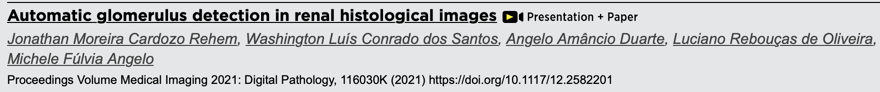 Automatic glomerulus detection in renal histological images Presentation + Paper
Jonathan Moreira Cardozo Rehem, Washington Luís Conrado dos Santos, Angelo Amâncio Duarte, Luciano Rebouças de Oliveira,
Michele Fúlvia Angelo
Proceedings Volume Medical Imaging 2021: Digital Pathology, 116030K (2021) https://doi.org/10.1117/12.2582201